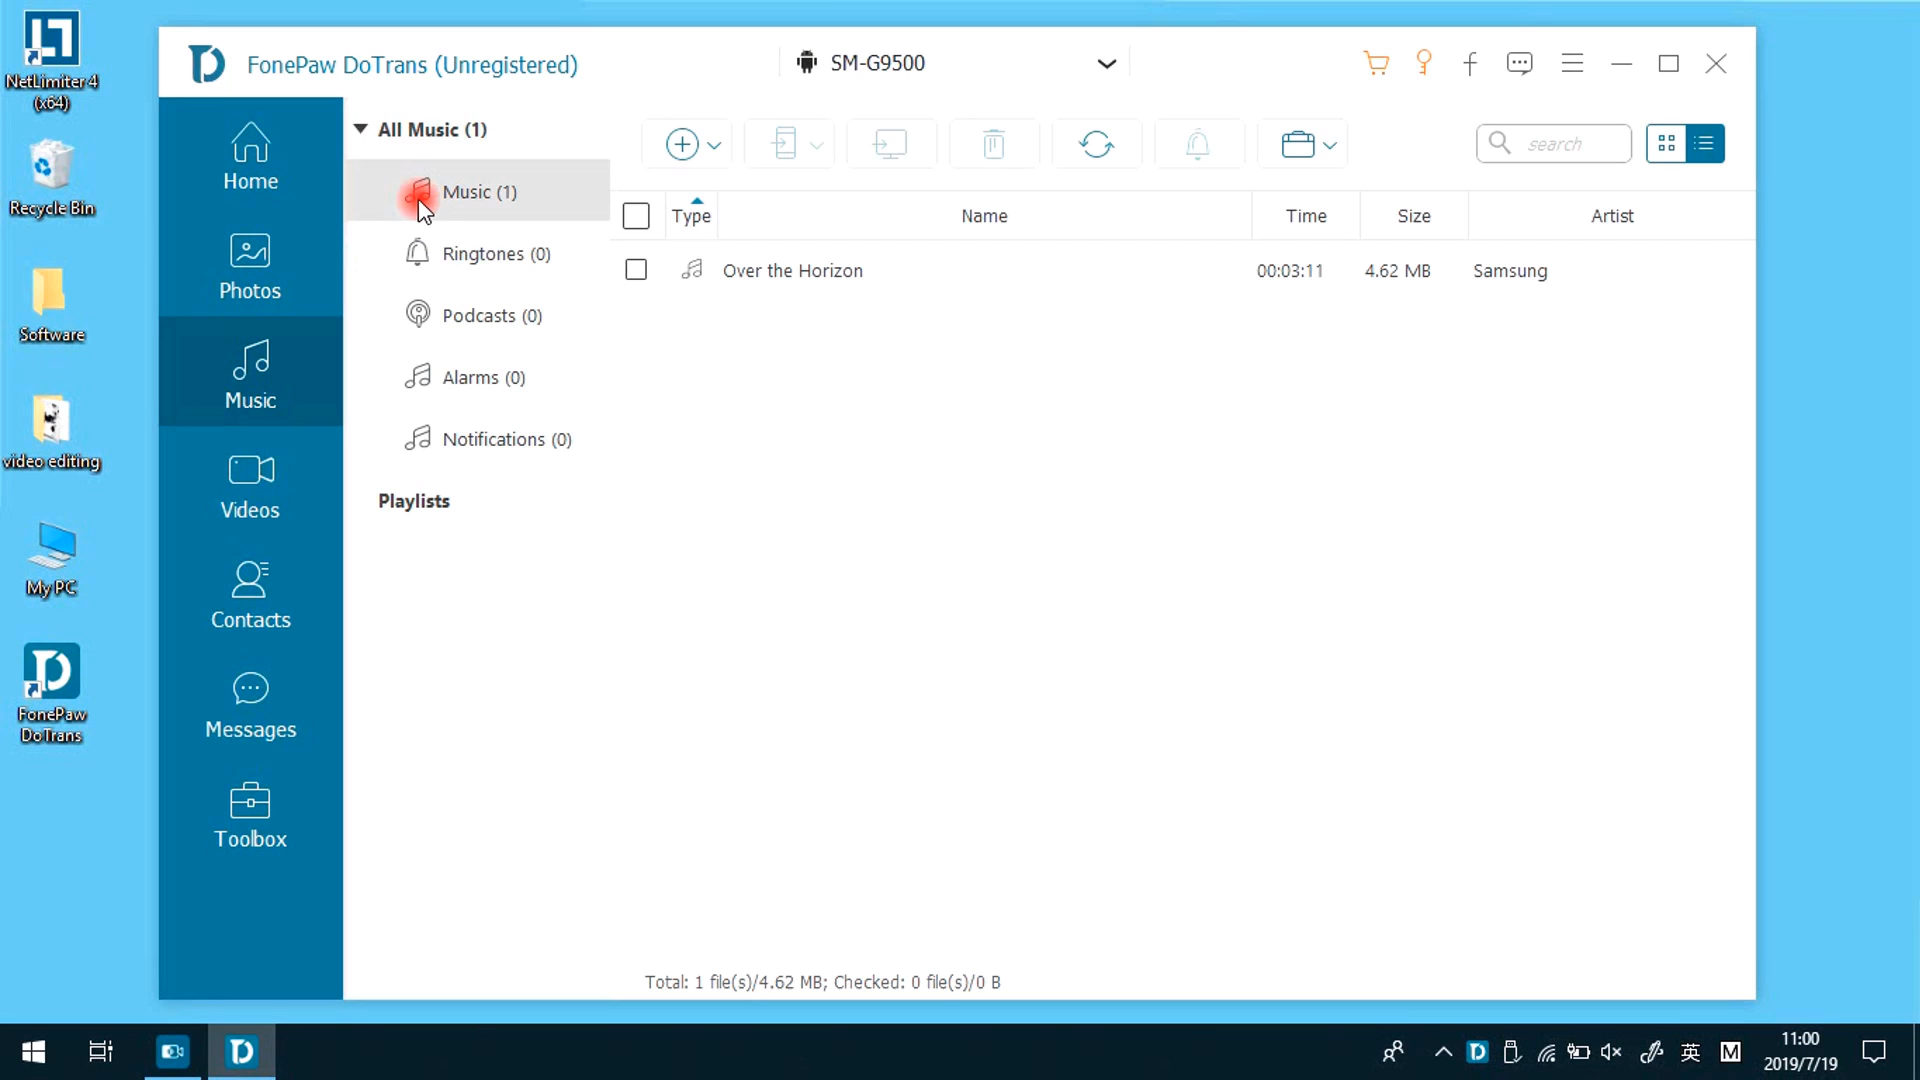 NetLimiter 4
(x64)
Recycle Bin
Software
video editing
My PC
FonePaw
DoTrans
FonePaw DoTrans (Unregistered)
SM-G9500
Home
Photos
Music
Videos
Contacts
Messages
Toolbox
All Music (1)
Music (1)
Ringtones (0)
Podcasts (0)
Alarms (0)
Notifications (0)
Playlists
search
Type Name Time Size Artist
Over the Horizon 00:03:11 4.62 MB Samsung
Total: 1 file(s)/4.62 MB; Checked: 0 file(s)/0 B
英
M
11:00
2019/7/19